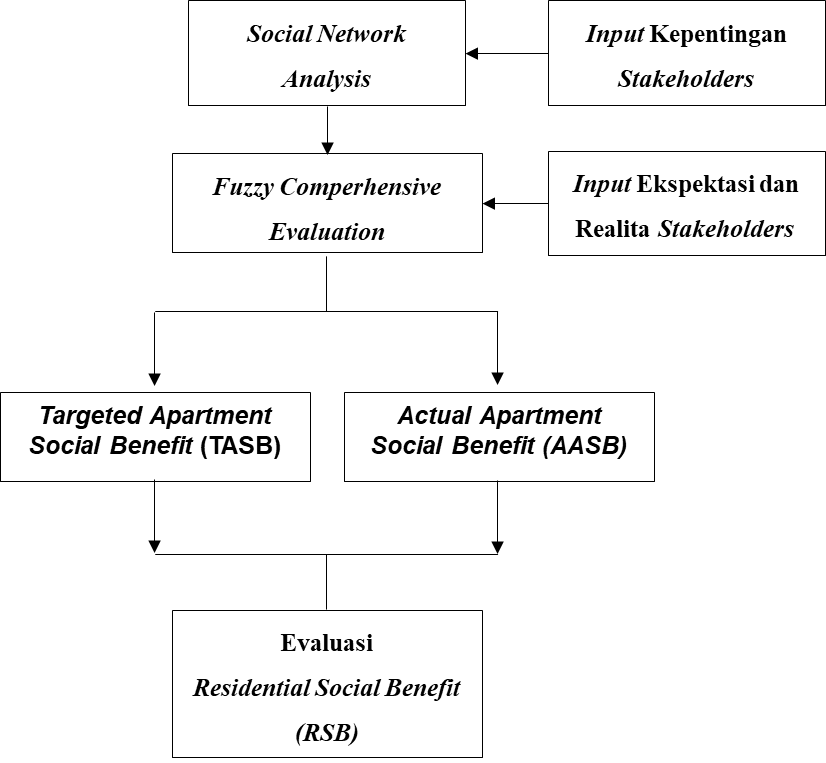 Social Network
Analysis
Input Kepentingan
Stakeholders
Fuzzy Comperhensive
Evaluation
Input Ekspektasi dan
Realita Stakeholders
Targeted Apartment
Social Benefit (TASB)
Actual Apartment
Social Benefit (AASB)
Evaluasi
Residential Social Benefit
(RSB)